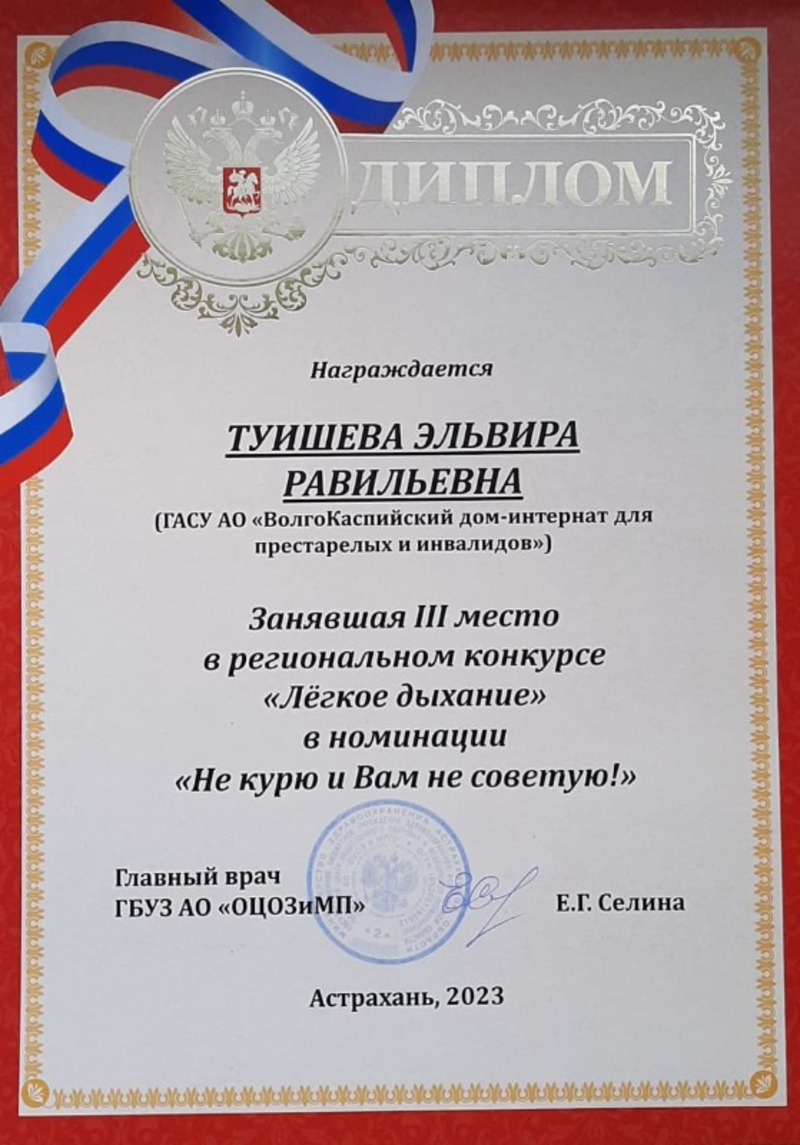 ДИПЛОМ
Награждается
ТУИШЕВА ЭЛЬВИРА
РАВИЛЬЕВНА
(ГАСУ АО «ВолгоКаспийский дом-интернат для
престарелых и инвалидов»)
Занявшая III место
в региональном конкурсе
«Лёгкое дыхание»
в номинации
«Не курю и Вам не советую!»
Главный врач
ГБУЗ АО «ОЦОЗиМП»
Е.Г. Селина
Астрахань, 2023